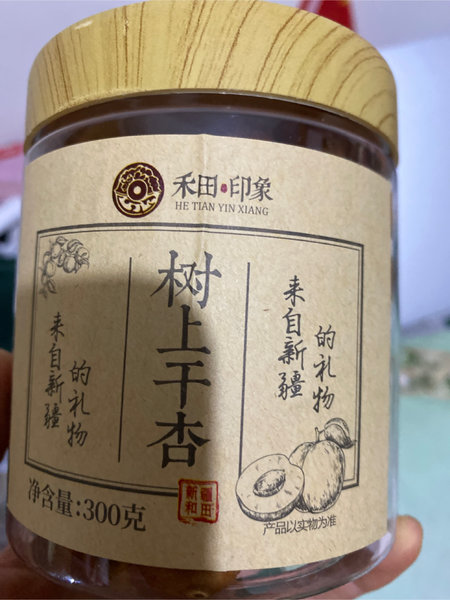 禾田·印象
HE TIAN YIN XIANG
树上干杏
来自新疆
的礼物
来自新疆
的礼物
净含量:300克
新疆
和田
产品以实物为准